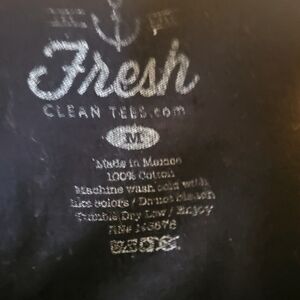 Fresh
CLEAN TEES.com
M
Made in Mexico
100% Cotton
Machine wash cold with
like colors / Do not bleach
Tumble Dry Low / Enjoy
RN#